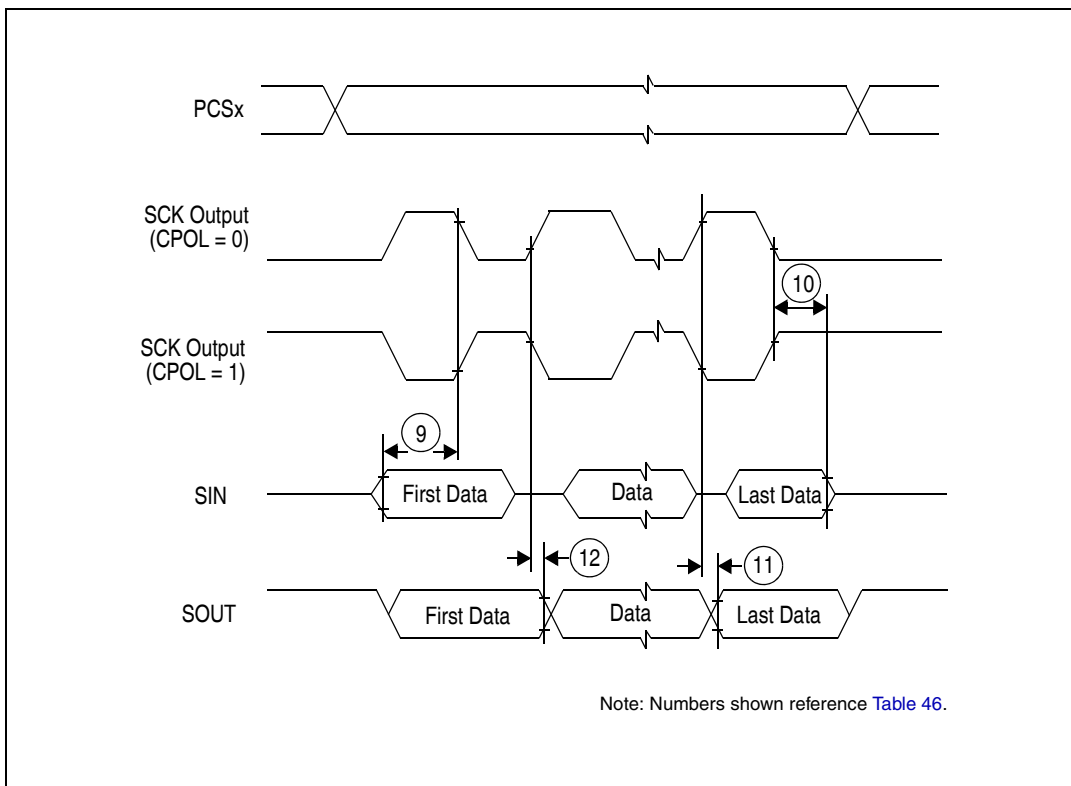 PCSx
SCK Output
(CPOL = 0)
10
SCK Output
(CPOL = 1)
9
SIN
First Data
Data
Last Data
12
11
SOUT
First Data
Data
Last Data
Note: Numbers shown reference Table 46.